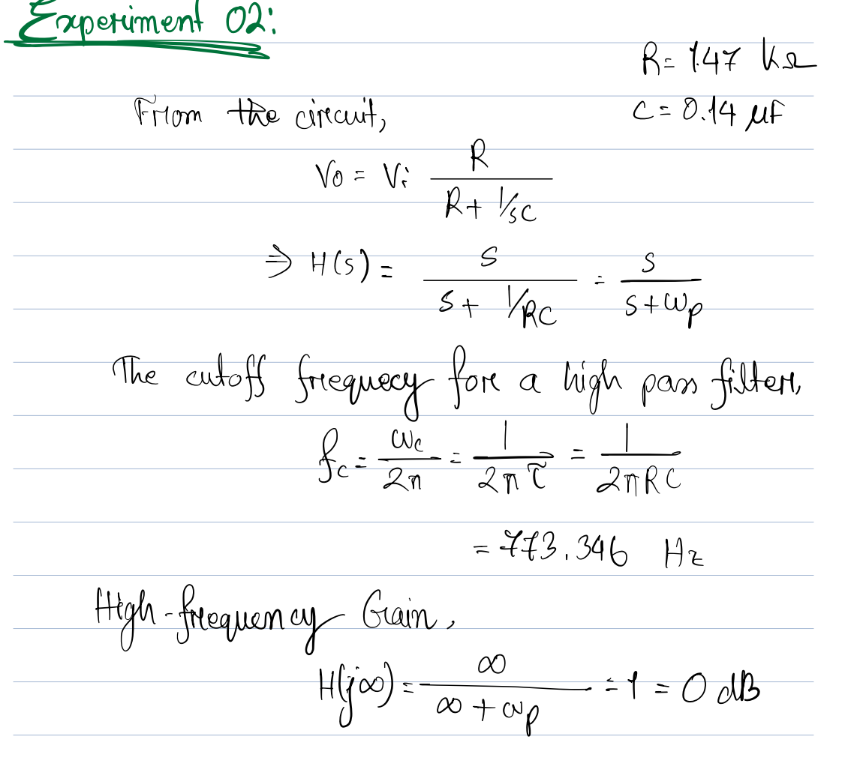 Experiment 02:
R = 1.47 kΩ
From the circuit,
C = 0.14 μf
Vo = Vi R / (R + 1/sC)
⇒ H(s) = s / (s + 1/RC) = s / (s + ωp)
The cutoff frequecy for a high pass filter,
fc = ωc / 2π = 1 / 2πτ = 1 / 2πRC
= 773.346 Hz
High-frequency Gain,
H(j∞) = ∞ / (∞ + ωp) = 1 = 0 dB